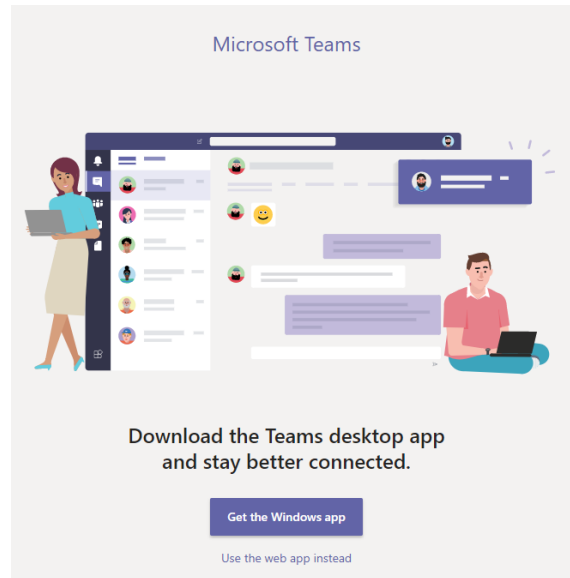 Microsoft Teams
Download the Teams desktop app
and stay better connected.
Get the Windows app
Use the web app instead